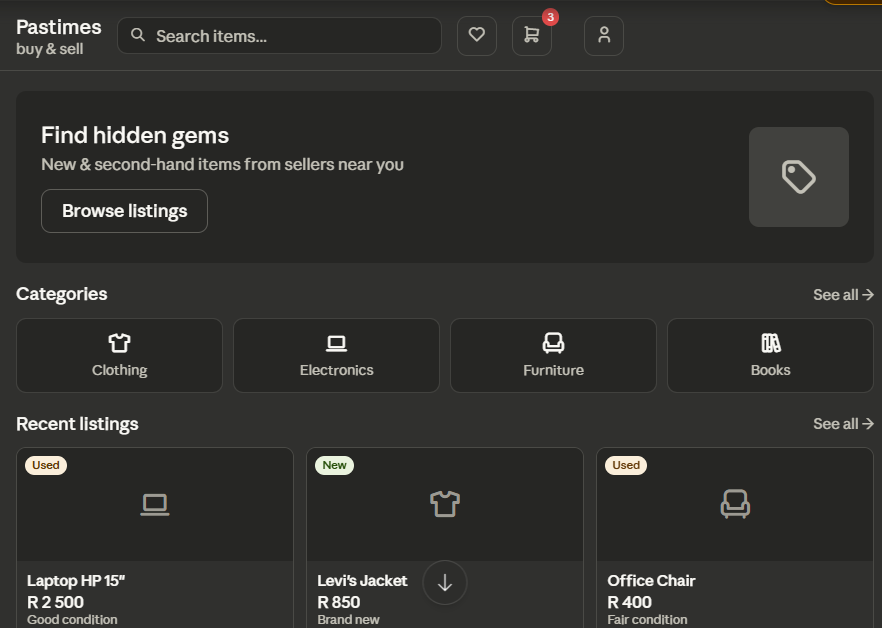 Pastimes
buy & sell
Search items...
3
Find hidden gems
New & second-hand items from sellers near you
Browse listings
Categories
See all →
Clothing
Electronics
Furniture
Books
Recent listings
See all →
Used
New
Used
Laptop HP 15"
Levi's Jacket
Office Chair
R 2 500
R 850
R 400
Good condition
Brand new
Fair condition